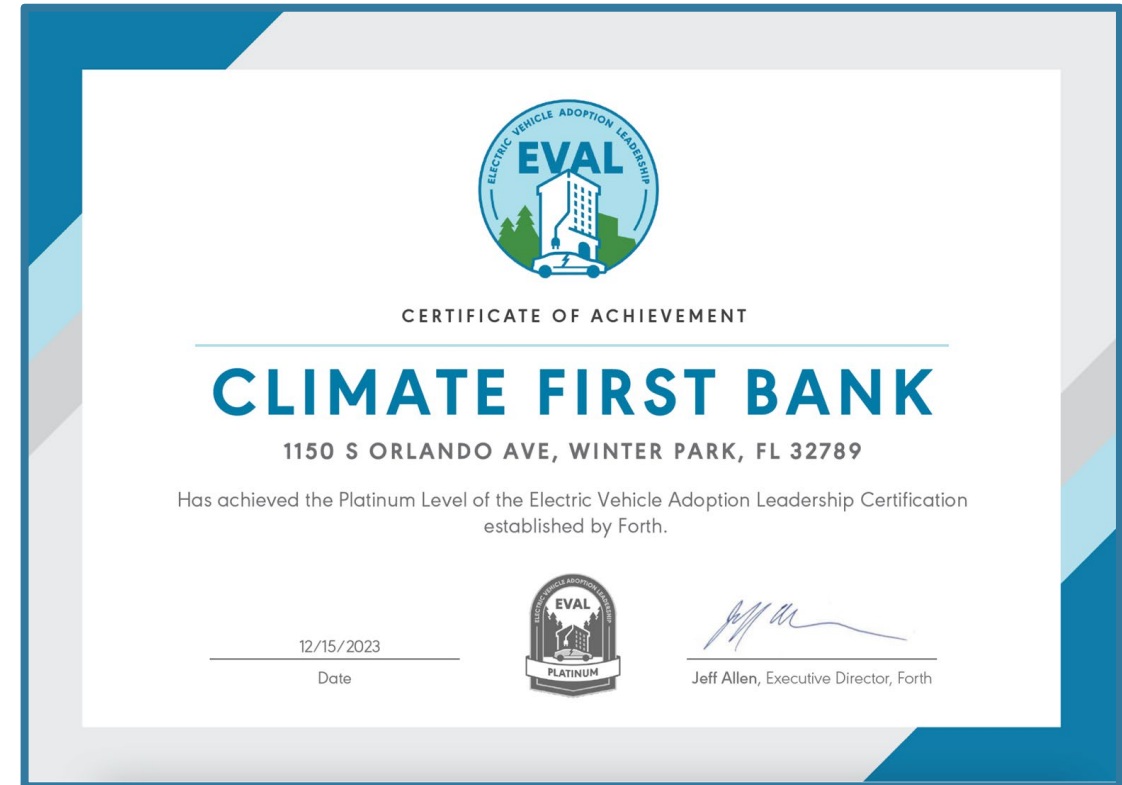 ELECTRIC VEHICLE ADOPTION LEADERSHIP
EVAL
CERTIFICATE OF ACHIEVEMENT
CLIMATE FIRST BANK
1150 S ORLANDO AVE, WINTER PARK, FL 32789
Has achieved the Platinum Level of the Electric Vehicle Adoption Leadership Certification
established by Forth.
ELECTRIC VEHICLE ADOPTION LEADERSHIP
EVAL
PLATINUM
12/15/2023
Date
Jeff Allen, Executive Director, Forth